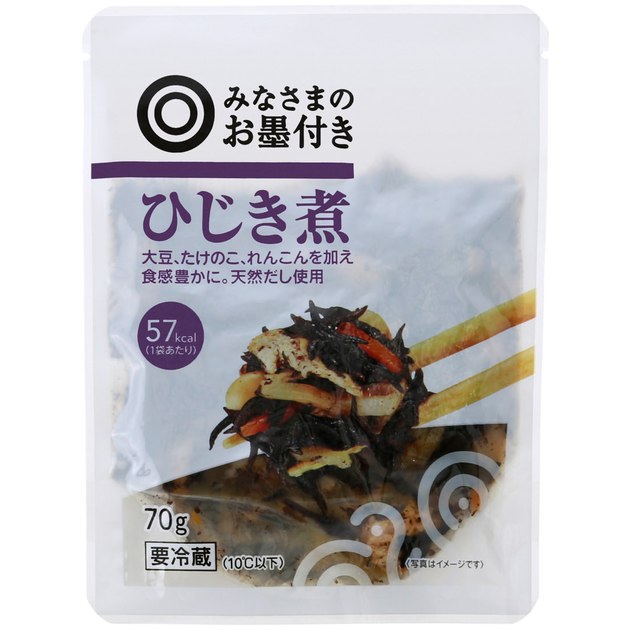 みなさまの
お墨付き
ひじき煮
大豆、たけのこ、れんこんを加え
食感豊かに。天然だし使用
57kcal
(1袋あたり)
70g
要冷蔵 (10℃以下)
〈写真はイメージです〉